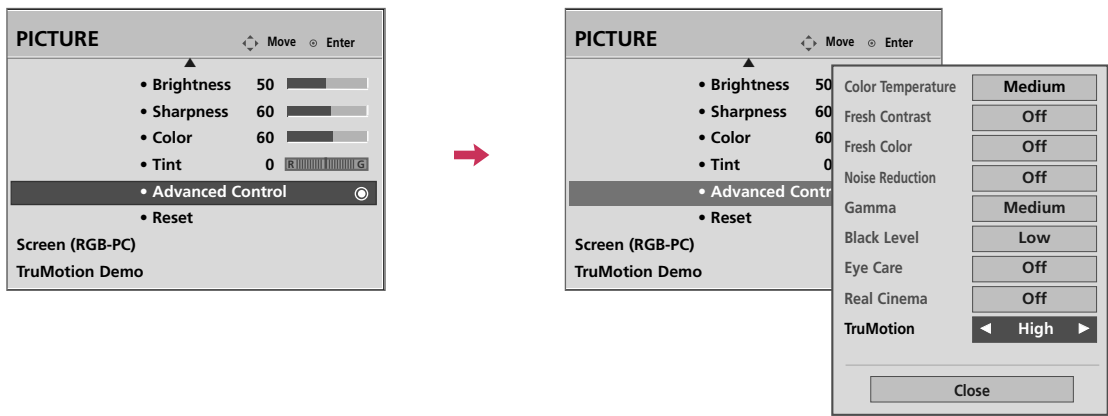 PICTURE
Move Enter
• Brightness 50
• Sharpness 60
• Color 60
• Tint 0 R G
• Advanced Control
• Reset
Screen (RGB-PC)
TruMotion Demo
PICTURE
Move Enter
• Brightness 50
• Sharpness 60
• Color 60
• Tint 0
• Advanced Contr
• Reset
Screen (RGB-PC)
TruMotion Demo
Color Temperature Medium
Fresh Contrast Off
Fresh Color Off
Noise Reduction Off
Gamma Medium
Black Level Low
Eye Care Off
Real Cinema Off
TruMotion ◀ High ▶
Close